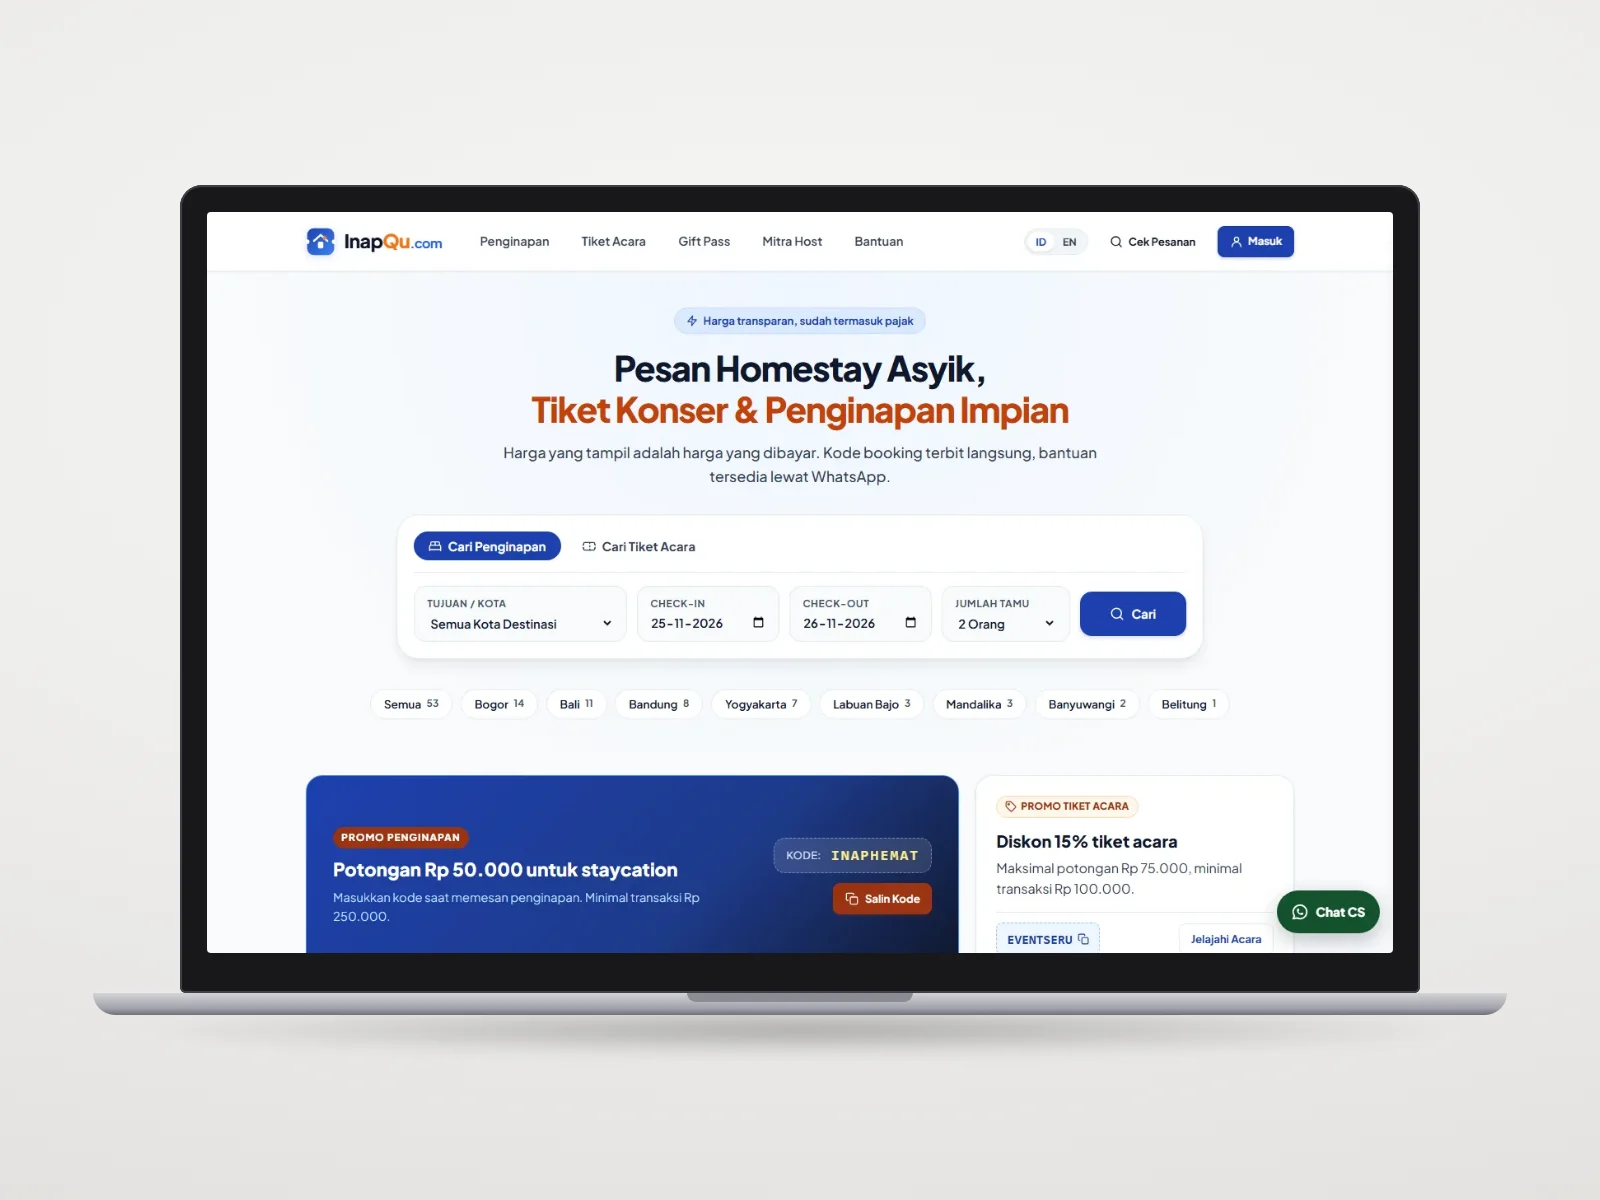 InapQu.com
Penginapan
Tiket Acara
Gift Pass
Mitra Host
Bantuan
ID
EN
Cek Pesanan
Masuk
Harga transparan, sudah termasuk pajak
Pesan Homestay Asyik,
Tiket Konser & Penginapan Impian
Harga yang tampil adalah harga yang dibayar. Kode booking terbit langsung, bantuan
tersedia lewat WhatsApp.
Cari Penginapan
Cari Tiket Acara
TUJUAN / KOTA
Semua Kota Destinasi
CHECK-IN
25-11-2026
CHECK-OUT
26-11-2026
JUMLAH TAMU
2 Orang
Cari
Semua 53
Bogor 14
Bali 11
Bandung 8
Yogyakarta 7
Labuan Bajo 3
Mandalika 3
Banyuwangi 2
Belitung 1
PROMO PENGINAPAN
Potongan Rp 50.000 untuk staycation
Masukkan kode saat memesan penginapan. Minimal transaksi Rp
250.000.
KODE: INAPHEMAT
Salin Kode
PROMO TIKET ACARA
Diskon 15% tiket acara
Maksimal potongan Rp 75.000, minimal
transaksi Rp 100.000.
EVENTSERU
Jelajahi Acara
Chat CS